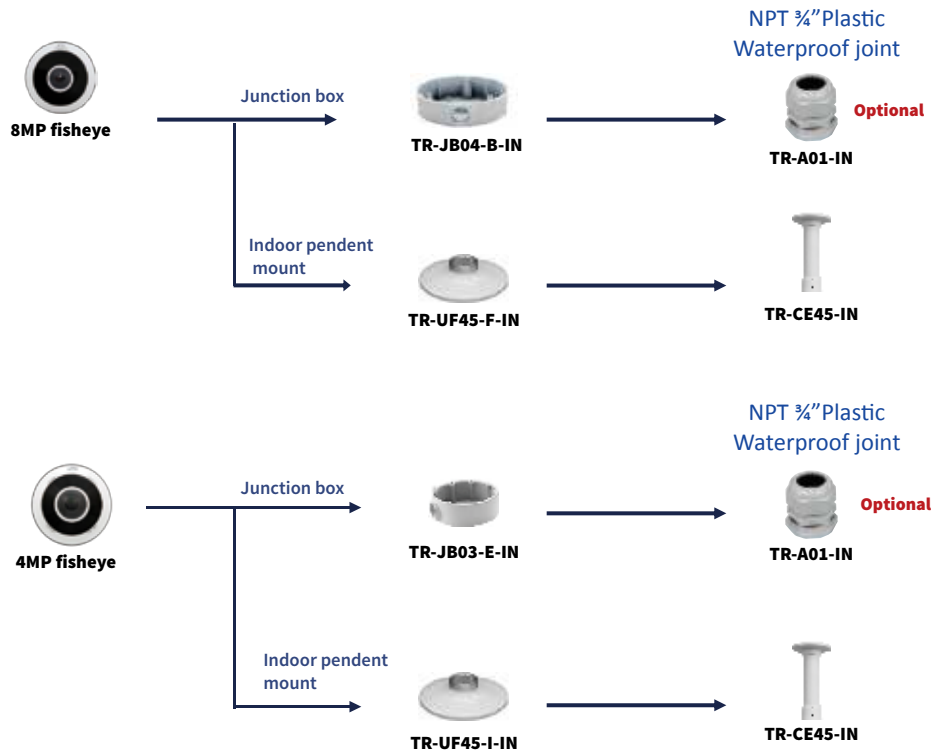 NPT ¾”Plastic
Waterproof joint
8MP fisheye
Junction box
TR-JB04-B-IN
Optional
TR-A01-IN
Indoor pendent
mount
TR-UF45-F-IN
TR-CE45-IN
NPT ¾”Plastic
Waterproof joint
4MP fisheye
Junction box
TR-JB03-E-IN
Optional
TR-A01-IN
Indoor pendent
mount
TR-UF45-I-IN
TR-CE45-IN